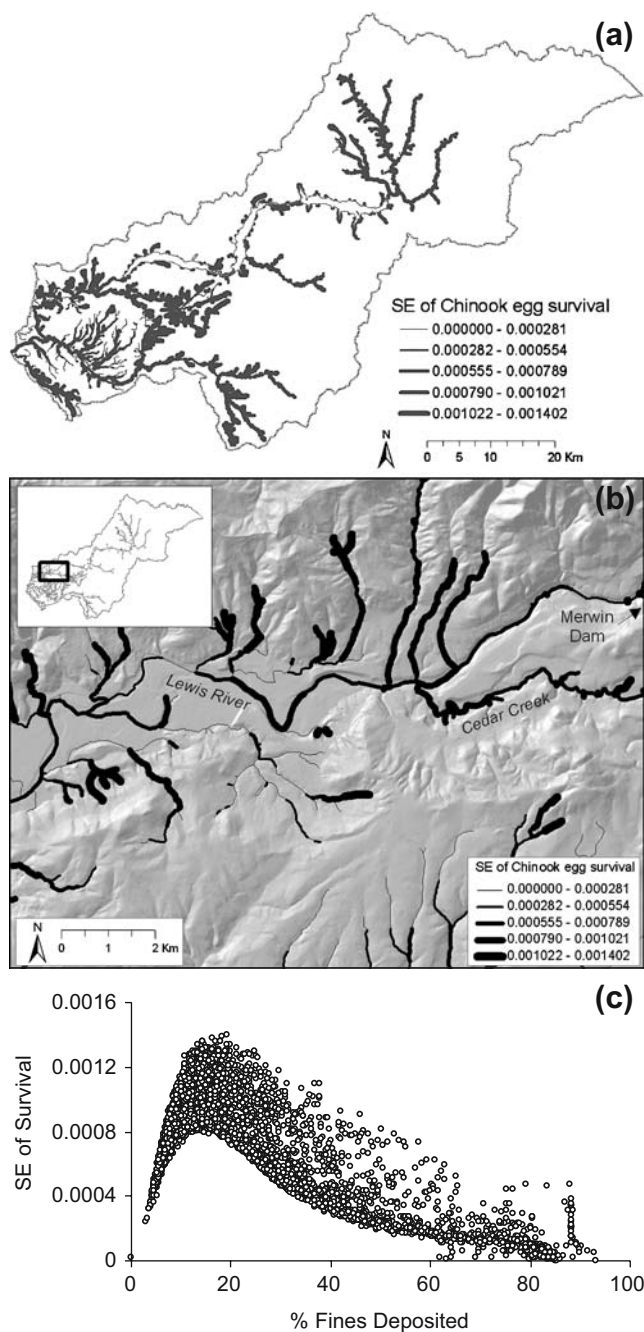 (a)
SE of Chinook egg survival
0.000000 - 0.000281
0.000282 - 0.000554
0.000555 - 0.000789
0.000790 - 0.001021
0.001022 - 0.001402
N
0 5 10 20 Km
(b)
Merwin
Dam
Lewis River
Cedar Creek
SE of Chinook egg survival
0.000000 - 0.000281
0.000282 - 0.000554
0.000555 - 0.000789
0.000790 - 0.001021
0.001022 - 0.001402
N
0 1 2 Km
(c)
0.0016
0.0012
0.0008
0.0004
0
SE of Survival
0 20 40 60 80 100
% Fines Deposited